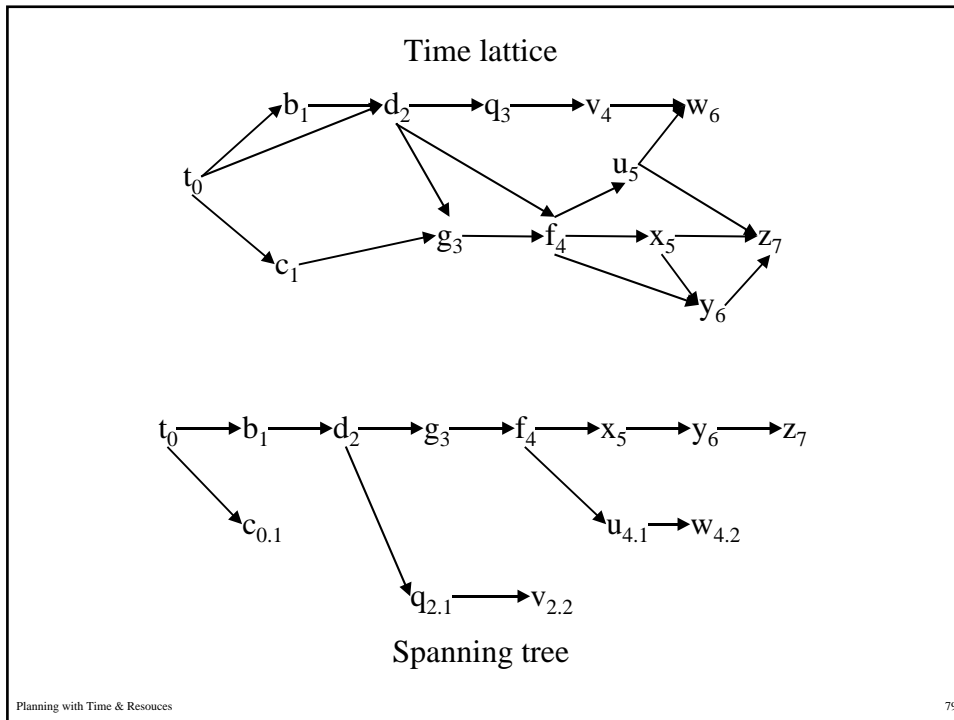 Time lattice
b1 d2 q3 v4 w6
u5
t0
g3 f4 x5 z7
c1
y6
t0 b1 d2 g3 f4 x5 y6 z7
c0.1 u4.1 w4.2
q2.1 v2.2
Spanning tree
Planning with Time & Resouces 79